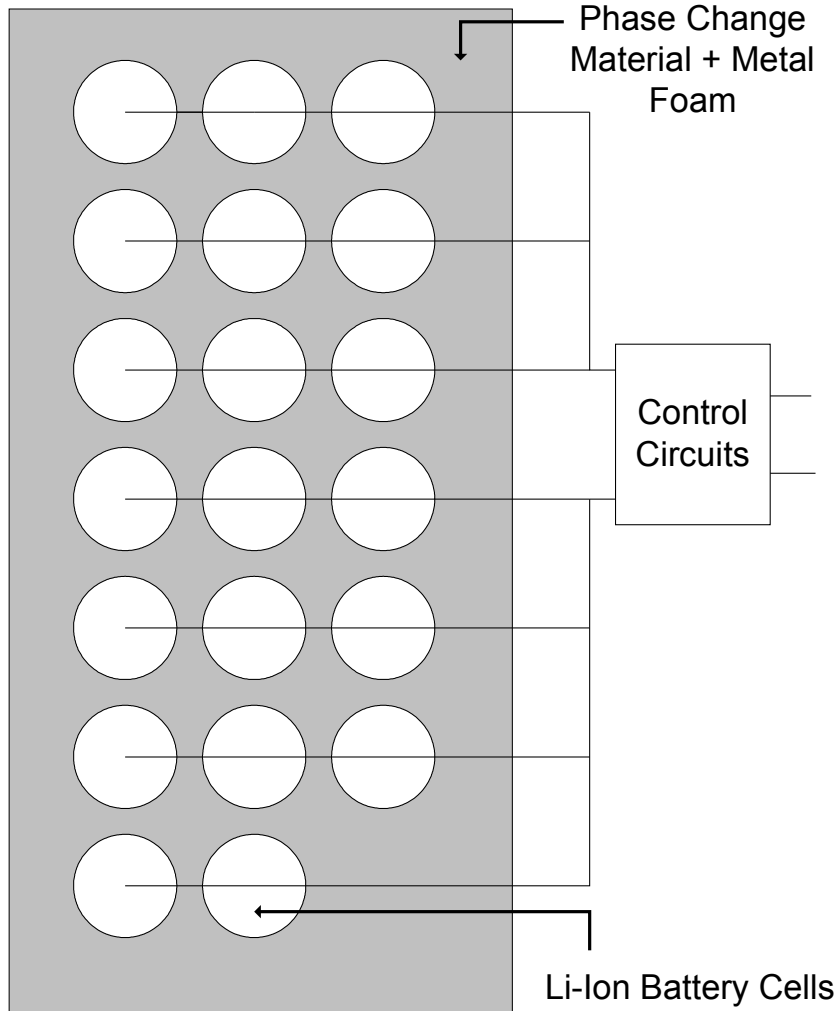 Phase Change
Material + Metal
Foam
Control
Circuits
Li-Ion Battery Cells